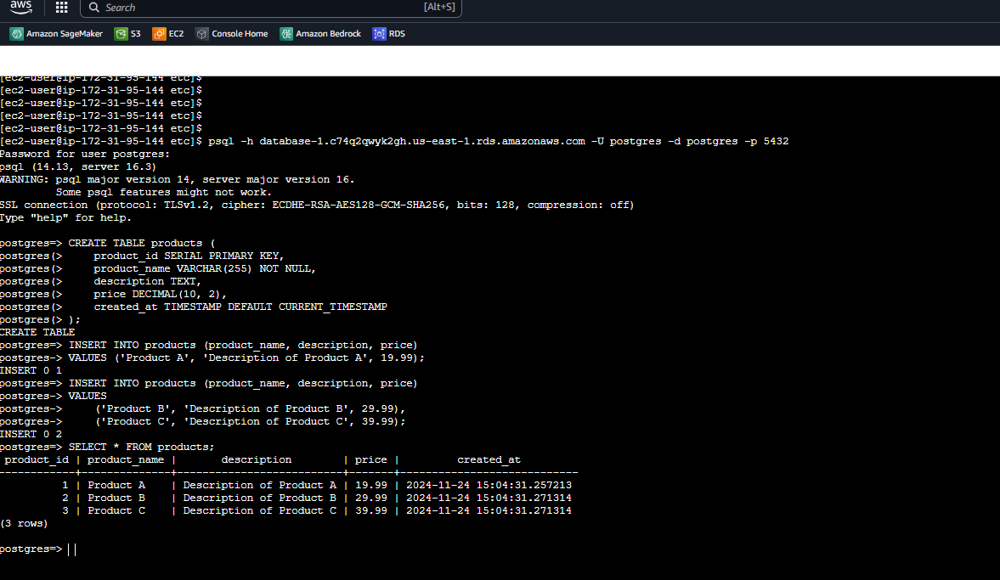 aws
Search [Alt+S]
Amazon SageMaker S3 EC2 Console Home Amazon Bedrock RDS
[ec2-user@ip-172-31-95-144 etc]$
[ec2-user@ip-172-31-95-144 etc]$
[ec2-user@ip-172-31-95-144 etc]$
[ec2-user@ip-172-31-95-144 etc]$
[ec2-user@ip-172-31-95-144 etc]$
[ec2-user@ip-172-31-95-144 etc]$ psql -h database-1.c74q2qwyk2gh.us-east-1.rds.amazonaws.com -U postgres -d postgres -p 5432
Password for user postgres:
psql (14.13, server 16.3)
WARNING: psql major version 14, server major version 16.
         Some psql features might not work.
SSL connection (protocol: TLSv1.2, cipher: ECDHE-RSA-AES128-GCM-SHA256, bits: 128, compression: off)
Type "help" for help.
postgres=> CREATE TABLE products (
postgres(>     product_id SERIAL PRIMARY KEY,
postgres(>     product_name VARCHAR(255) NOT NULL,
postgres(>     description TEXT,
postgres(>     price DECIMAL(10, 2),
postgres(>     created_at TIMESTAMP DEFAULT CURRENT_TIMESTAMP
postgres(> );
CREATE TABLE
postgres=> INSERT INTO products (product_name, description, price)
postgres-> VALUES ('Product A', 'Description of Product A', 19.99);
INSERT 0 1
postgres=> INSERT INTO products (product_name, description, price)
postgres-> VALUES
postgres->     ('Product B', 'Description of Product B', 29.99),
postgres->     ('Product C', 'Description of Product C', 39.99);
INSERT 0 2
postgres=> SELECT * FROM products;
 product_id | product_name |       description        | price |         created_at
------------+--------------+--------------------------+-------+----------------------------
          1 | Product A    | Description of Product A | 19.99 | 2024-11-24 15:04:31.257213
          2 | Product B    | Description of Product B | 29.99 | 2024-11-24 15:04:31.271314
          3 | Product C    | Description of Product C | 39.99 | 2024-11-24 15:04:31.271314
(3 rows)
postgres=>